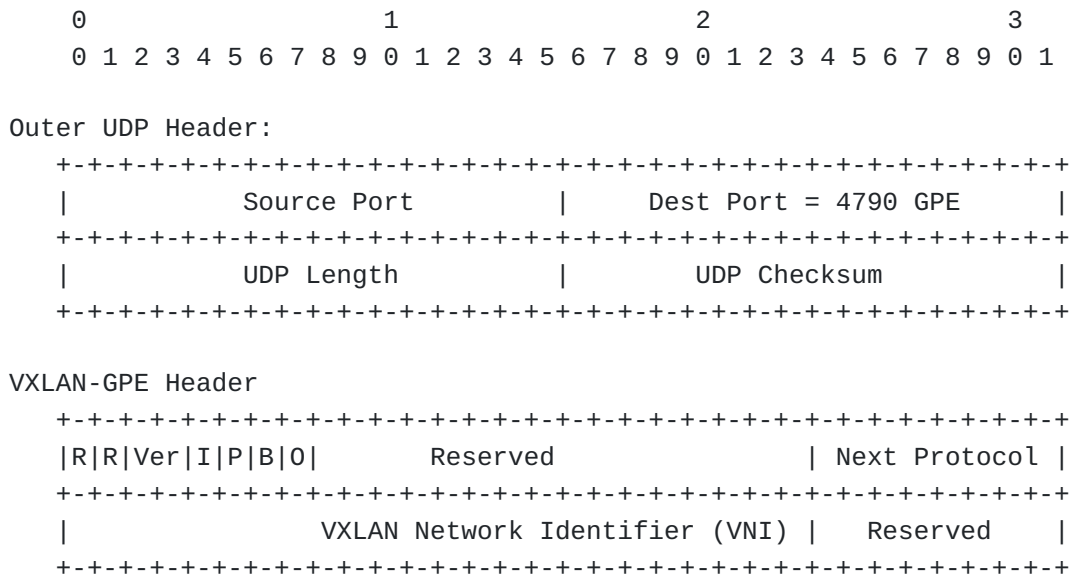 0                   1                   2                   3
    0 1 2 3 4 5 6 7 8 9 0 1 2 3 4 5 6 7 8 9 0 1 2 3 4 5 6 7 8 9 0 1

Outer UDP Header:
   +-+-+-+-+-+-+-+-+-+-+-+-+-+-+-+-+-+-+-+-+-+-+-+-+-+-+-+-+-+-+-+-+
   |           Source Port         |     Dest Port = 4790 GPE      |
   +-+-+-+-+-+-+-+-+-+-+-+-+-+-+-+-+-+-+-+-+-+-+-+-+-+-+-+-+-+-+-+-+
   |           UDP Length          |        UDP Checksum           |
   +-+-+-+-+-+-+-+-+-+-+-+-+-+-+-+-+-+-+-+-+-+-+-+-+-+-+-+-+-+-+-+-+

VXLAN-GPE Header
   +-+-+-+-+-+-+-+-+-+-+-+-+-+-+-+-+-+-+-+-+-+-+-+-+-+-+-+-+-+-+-+-+
   |R|R|Ver|I|P|B|O|       Reserved                | Next Protocol |
   +-+-+-+-+-+-+-+-+-+-+-+-+-+-+-+-+-+-+-+-+-+-+-+-+-+-+-+-+-+-+-+-+
   |                VXLAN Network Identifier (VNI) |   Reserved    |
   +-+-+-+-+-+-+-+-+-+-+-+-+-+-+-+-+-+-+-+-+-+-+-+-+-+-+-+-+-+-+-+-+